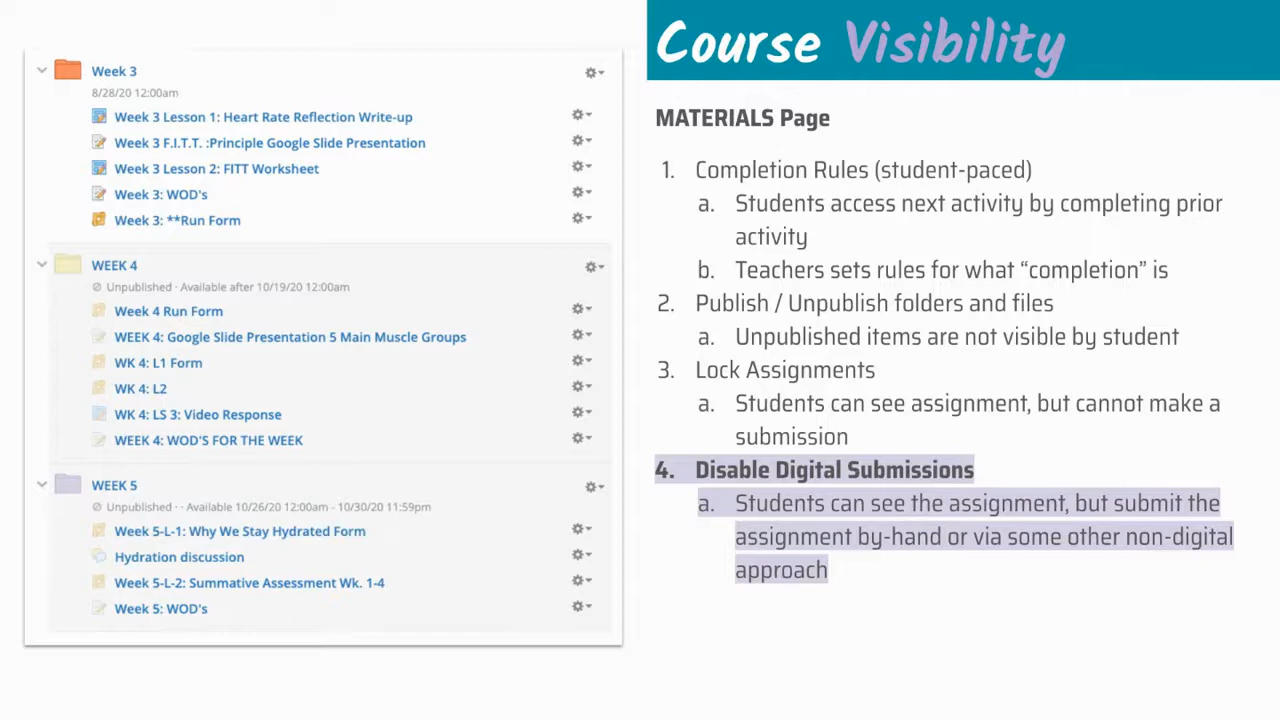 Course Visibility
Week 3
8/28/20 12:00am
Week 3 Lesson 1: Heart Rate Reflection Write-up
Week 3 F.I.T.T. :Principle Google Slide Presentation
Week 3 Lesson 2: FITT Worksheet
Week 3: WOD's
Week 3: **Run Form
WEEK 4
Unpublished · Available after 10/19/20 12:00am
Week 4 Run Form
WEEK 4: Google Slide Presentation 5 Main Muscle Groups
WK 4: L1 Form
WK 4: L2
WK 4: LS 3: Video Response
WEEK 4: WOD'S FOR THE WEEK
WEEK 5
Unpublished · · Available 10/26/20 12:00am - 10/30/20 11:59pm
Week 5-L-1: Why We Stay Hydrated Form
Hydration discussion
Week 5-L-2: Summative Assessment Wk. 1-4
Week 5: WOD's
MATERIALS Page
1. Completion Rules (student-paced)
a. Students access next activity by completing prior
activity
b. Teachers sets rules for what “completion” is
2. Publish / Unpublish folders and files
a. Unpublished items are not visible by student
3. Lock Assignments
a. Students can see assignment, but cannot make a
submission
4. Disable Digital Submissions
a. Students can see the assignment, but submit the
assignment by-hand or via some other non-digital
approach